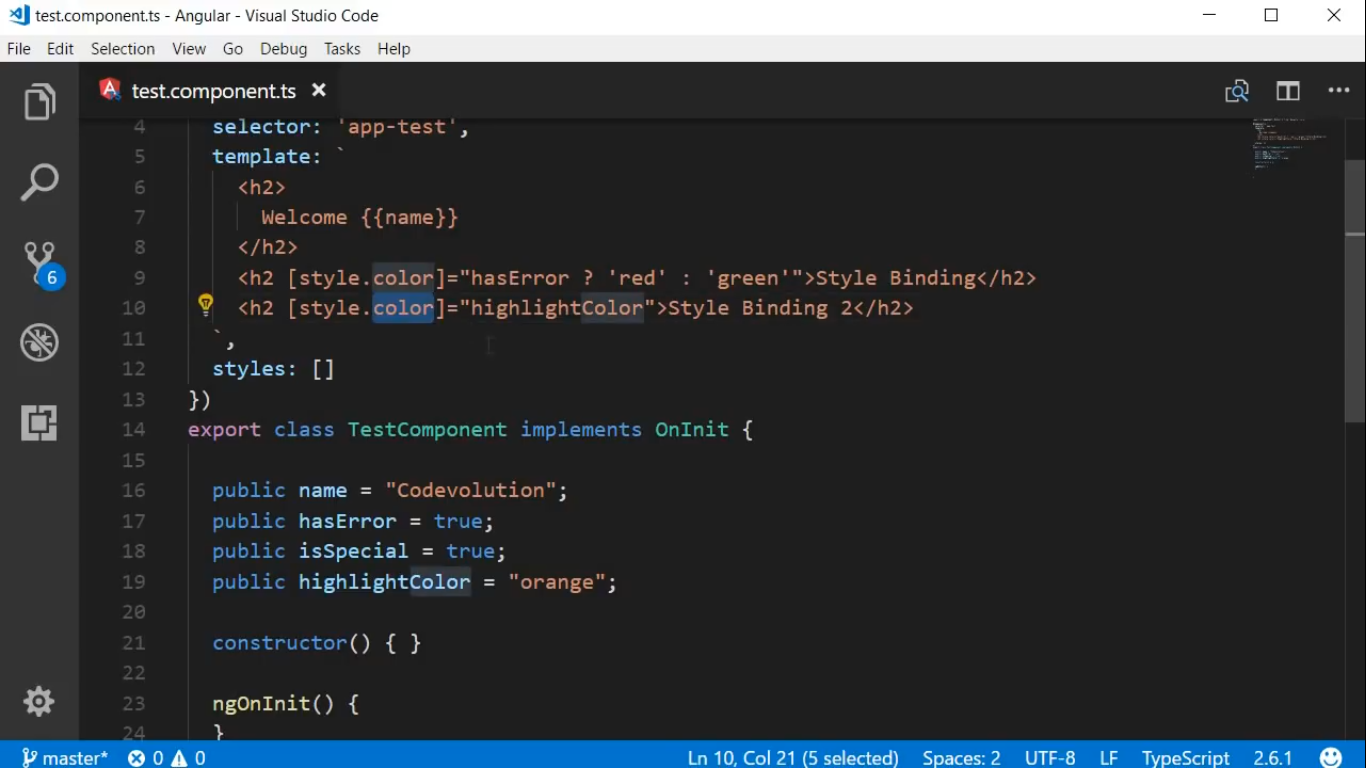 test.component.ts - Angular - Visual Studio Code
File Edit Selection View Go Debug Tasks Help
test.component.ts
4 selector: 'app-test',
5 template: `
6 <h2>
7 Welcome {{name}}
8 </h2>
9 <h2 [style.color]="hasError ? 'red' : 'green'">Style Binding</h2>
10 <h2 [style.color]="highlightColor">Style Binding 2</h2>
11 `,
12 styles: []
13 })
14 export class TestComponent implements OnInit {
15
16 public name = "Codevolution";
17 public hasError = true;
18 public isSpecial = true;
19 public highlightColor = "orange";
20
21 constructor() { }
22
23 ngOnInit() {
24 }
6
master* 0 0 Ln 10, Col 21 (5 selected) Spaces: 2 UTF-8 LF TypeScript 2.6.1